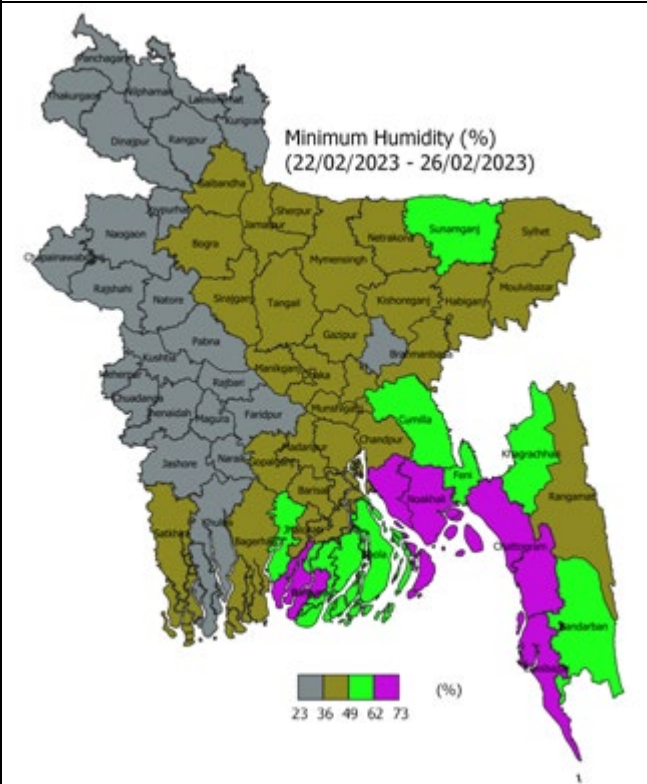 Panchagarh
Thakurgaon
Nilphamari
Lalmonirhat
Kurigram
Dinajpur
Rangpur
Minimum Humidity (%)
(22/02/2023 - 26/02/2023)
Gaibandha
Joypurhat
Sherpur
Jamalpur
Naogaon
Bogra
Mymensingh
Netrakona
Sunamganj
Sylhet
Rajshahi
Natore
Sirajganj
Tangail
Kishoreganj
Habiganj
Moulvibazar
Pabna
Gazipur
Kushtia
Manikganj
Dhaka
Rajbari
Meherpur
Chuadanga
Jhenaidah
Magura
Faridpur
Munshiganj
Cumilla
Chandpur
Khagrachhari
Jashore
Narail
Gopalganj
Madaripur
Feni
Noakhali
Rangamati
Barisal
Satkhira
Khulna
Bagerhat
Bhola
Chattogram
Bandarban
(%)
23 36 49 62 73